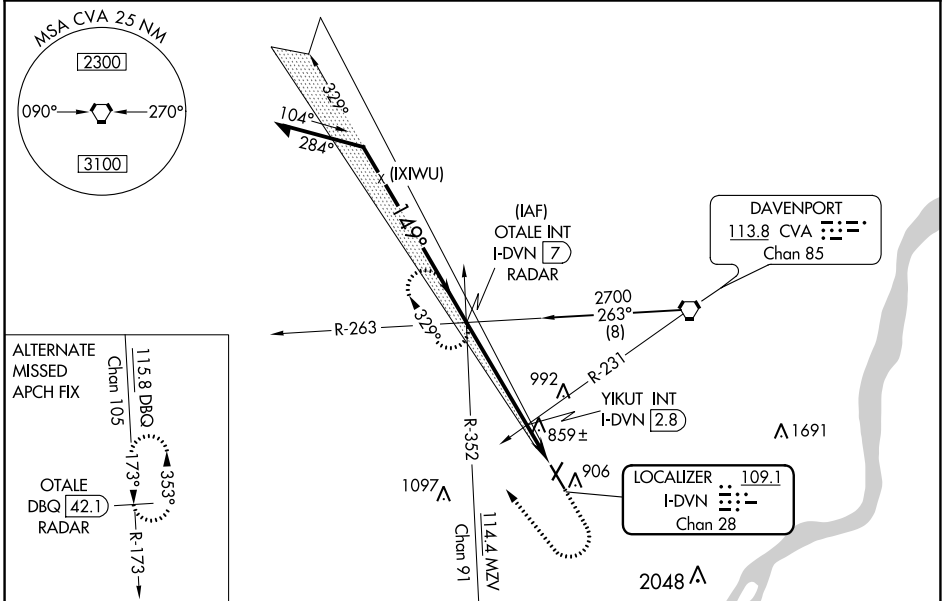 MSA CVA 25 NM
2300
090°
270°
3100
329°
104°
284°
(IXIWU)
149°
(IAF)
OTALE INT
I-DVN 7
RADAR
DAVENPORT
113.8 CVA
Chan 85
2700
263°
(8)
R-263
329°
R-231
ALTERNATE
MISSED
APCH FIX
115.8 DBQ
Chan 105
173°
353°
OTALE
DBQ 42.1
RADAR
R-173
992
YIKUT INT
I-DVN 2.8
859±
1691
R-352
906
1097
LOCALIZER 109.1
I-DVN
Chan 28
114.4 MZV
Chan 91
2048